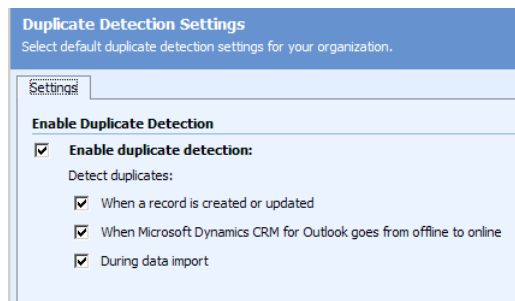 Duplicate Detection Settings
Select default duplicate detection settings for your organization.
Settings
Enable Duplicate Detection
Enable duplicate detection:
Detect duplicates:
When a record is created or updated
When Microsoft Dynamics CRM for Outlook goes from offline to online
During data import